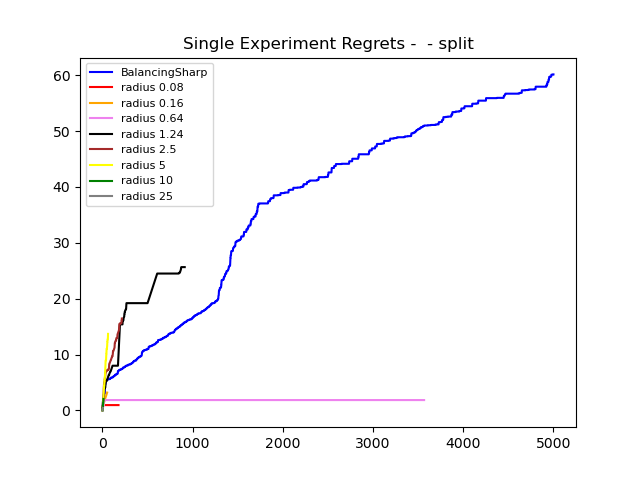 Single Experiment Regrets -  - split
BalancingSharp
radius 0.08
radius 0.16
radius 0.64
radius 1.24
radius 2.5
radius 5
radius 10
radius 25
60
50
40
30
20
10
0
0 1000 2000 3000 4000 5000